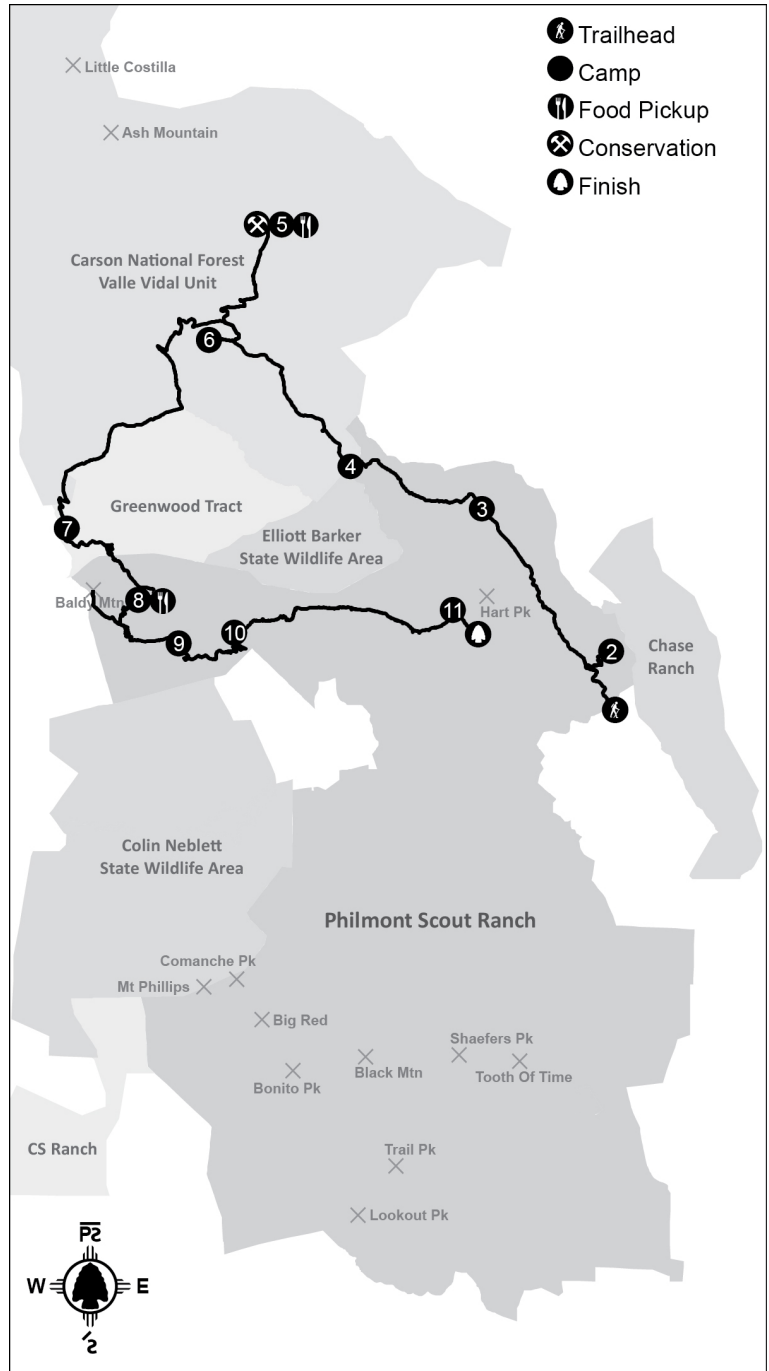 Trailhead
Camp
Food Pickup
Conservation
Finish
Little Costilla
Ash Mountain
5
Carson National Forest
Valle Vidal Unit
6
4
Greenwood Tract
3
7
Elliott Barker
State Wildlife Area
Baldy Mtn
8
Hart Pk
11
10
9
2
Chase
Ranch
Colin Neblett
State Wildlife Area
Philmont Scout Ranch
Comanche Pk
Mt Phillips
Big Red
Shaefers Pk
Black Mtn
Tooth Of Time
Bonito Pk
CS Ranch
Trail Pk
Lookout Pk
W
E